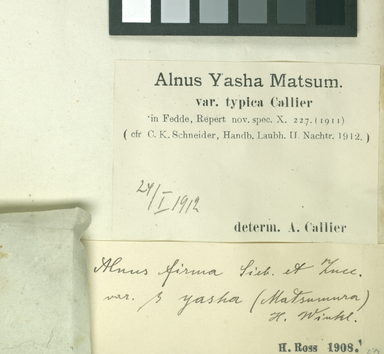 Alnus Yasha Matsum.
var. typica Callier
in Fedde, Repert nov. spec. X. 227. (1911)
( cfr C. K. Schneider, Handb. Laubh. II. Nachtr. 1912. )
24/I 1912
determ. A. Callier
Alnus firma Sieb. et Zucc.
var. β yasha (Matsumura)
H. Winkl.
H. Ross 1908.